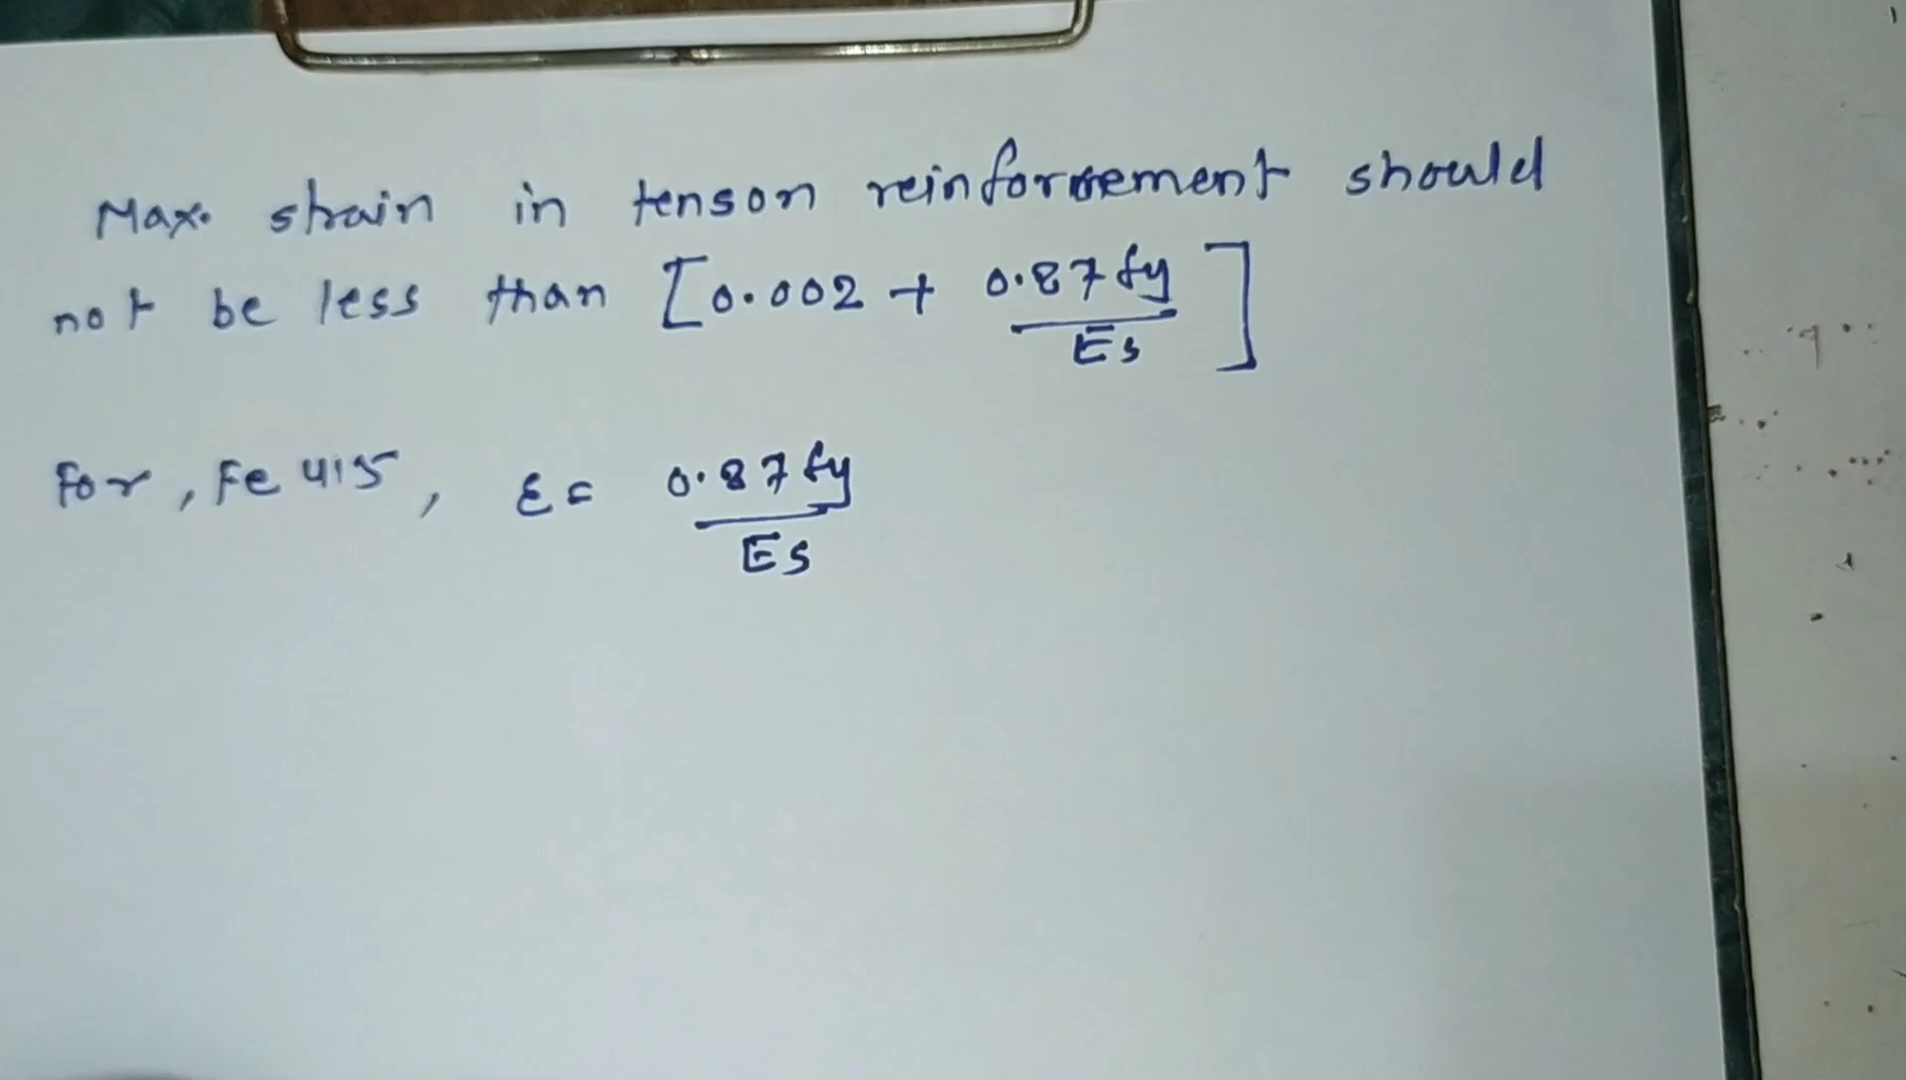 Max. strain in tenson reinforcement should
not be less than [0.002 + 0.87fy / Es]
For, Fe 415, ε = 0.87fy / Es